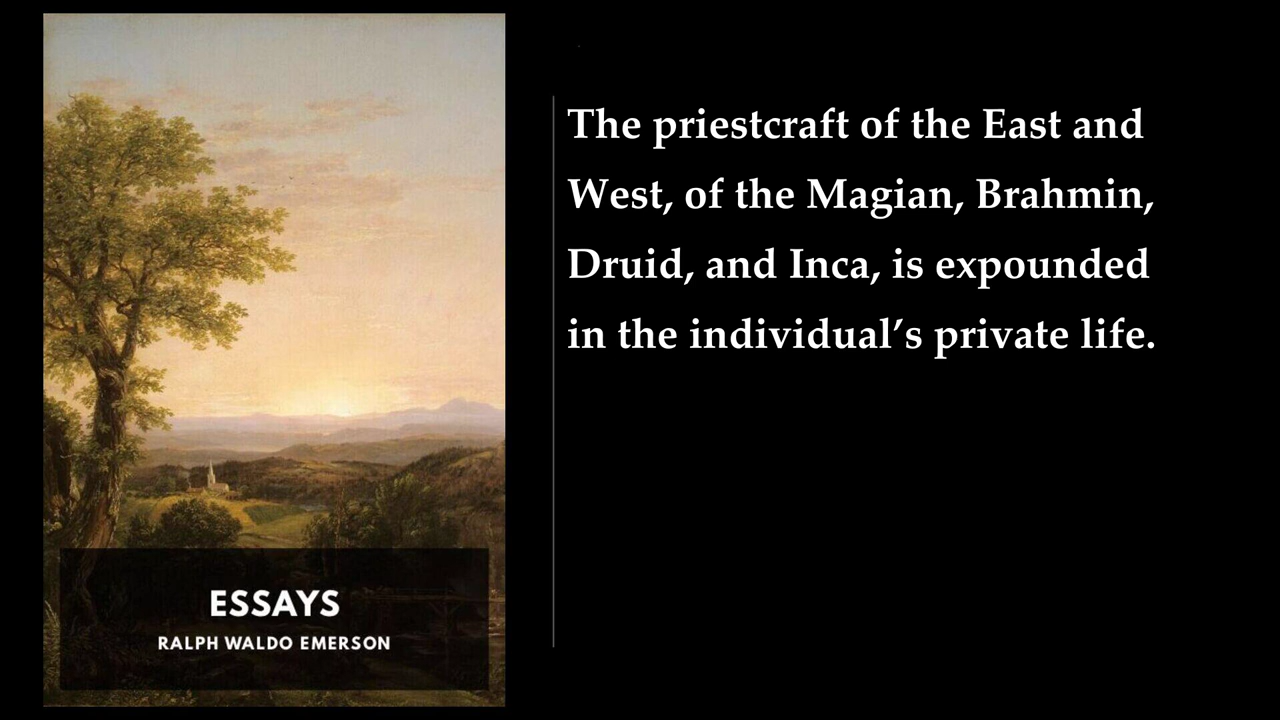 The priestcraft of the East and
West, of the Magian, Brahmin,
Druid, and Inca, is expounded
in the individual’s private life.
ESSAYS
RALPH WALDO EMERSON